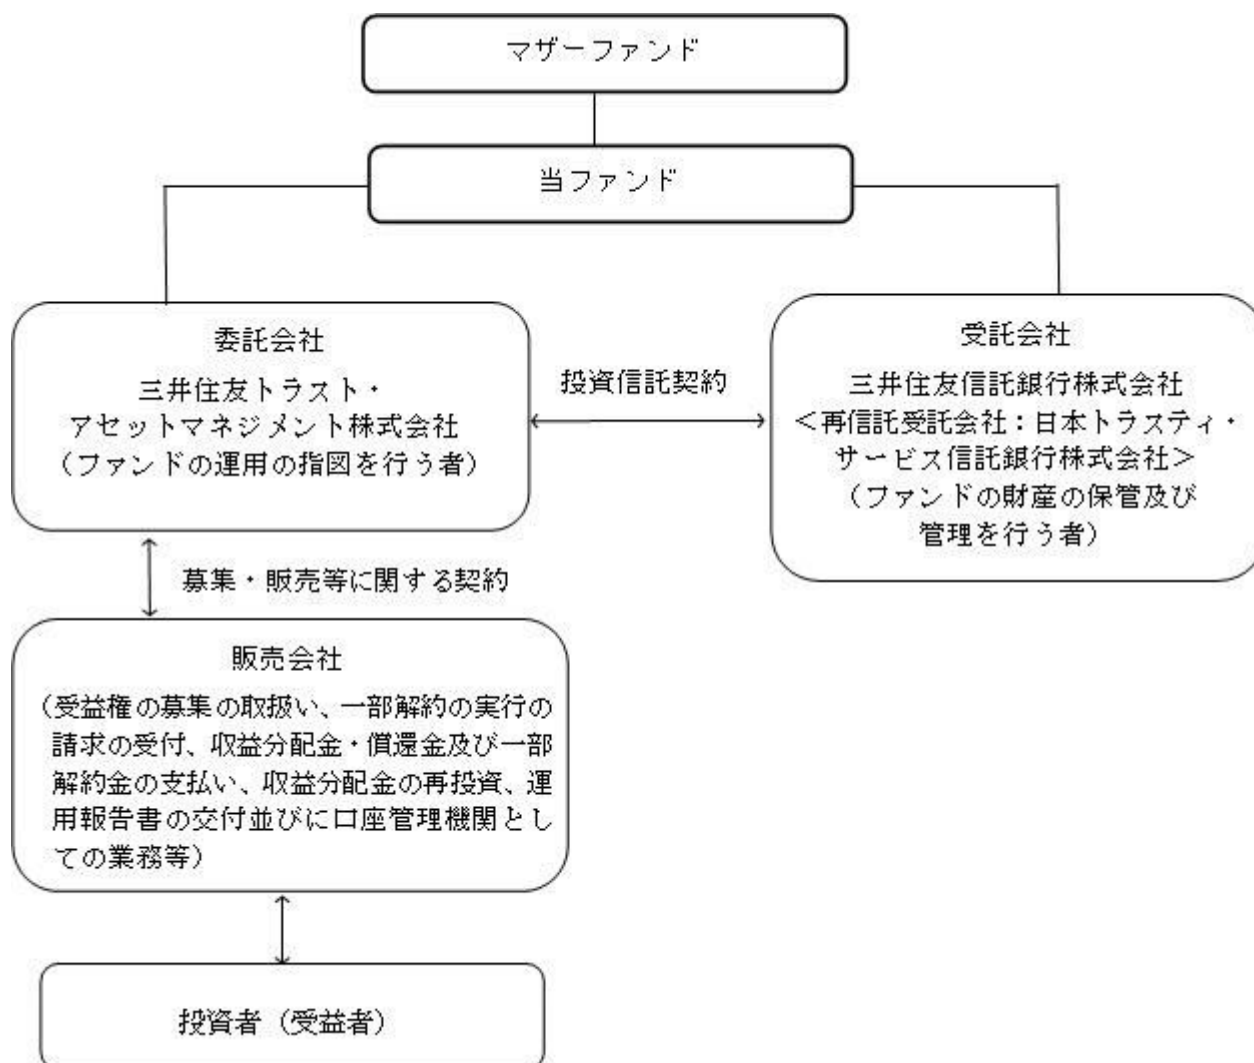 マザーファンド
当ファンド
委託会社
三井住友トラスト・
アセットマネジメント株式会社
（ファンドの運用の指図を行う者）
投資信託契約
受託会社
三井住友信託銀行株式会社
＜再信託受託会社：日本トラスティ・
サービス信託銀行株式会社＞
（ファンドの財産の保管及び
管理を行う者）
募集・販売等に関する契約
販売会社
（受益権の募集の取扱い、一部解約の実行の
請求の受付、収益分配金・償還金及び一部
解約金の支払い、収益分配金の再投資、運
用報告書の交付並びに口座管理機関とし
ての業務等）
投資者（受益者）